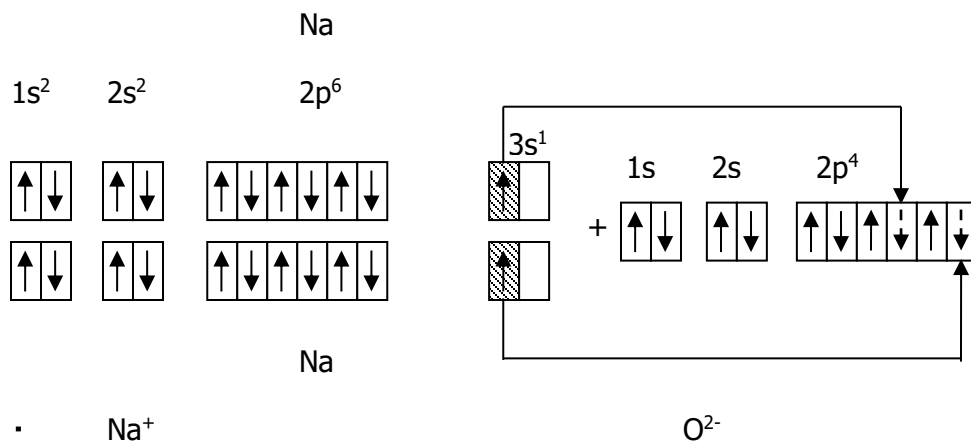 Na
1s² 2s² 2p⁶
3s¹
+ 1s 2s 2p⁴
Na
· Na⁺ O²⁻